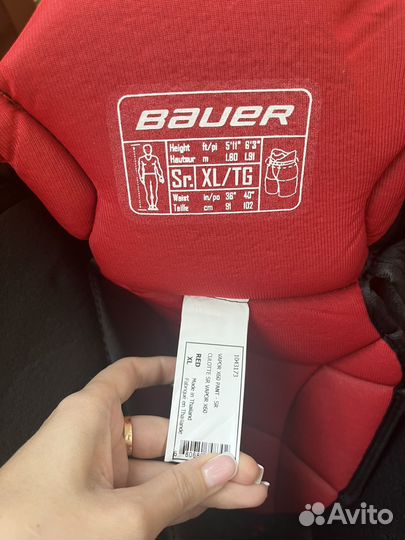 BAUER
Height ft/pi 5'11" 6'3"
Hauteur m 1.80 1.91
Sr. XL/TG
Waist in/po 36" 40"
Taille cm 91 102
1043173
VAPOR X60 PANT - SR
CULOTTE SR VAPOR X60
RED
XL
Made in Thailand
Fabriqué en Thaïlande
Avito